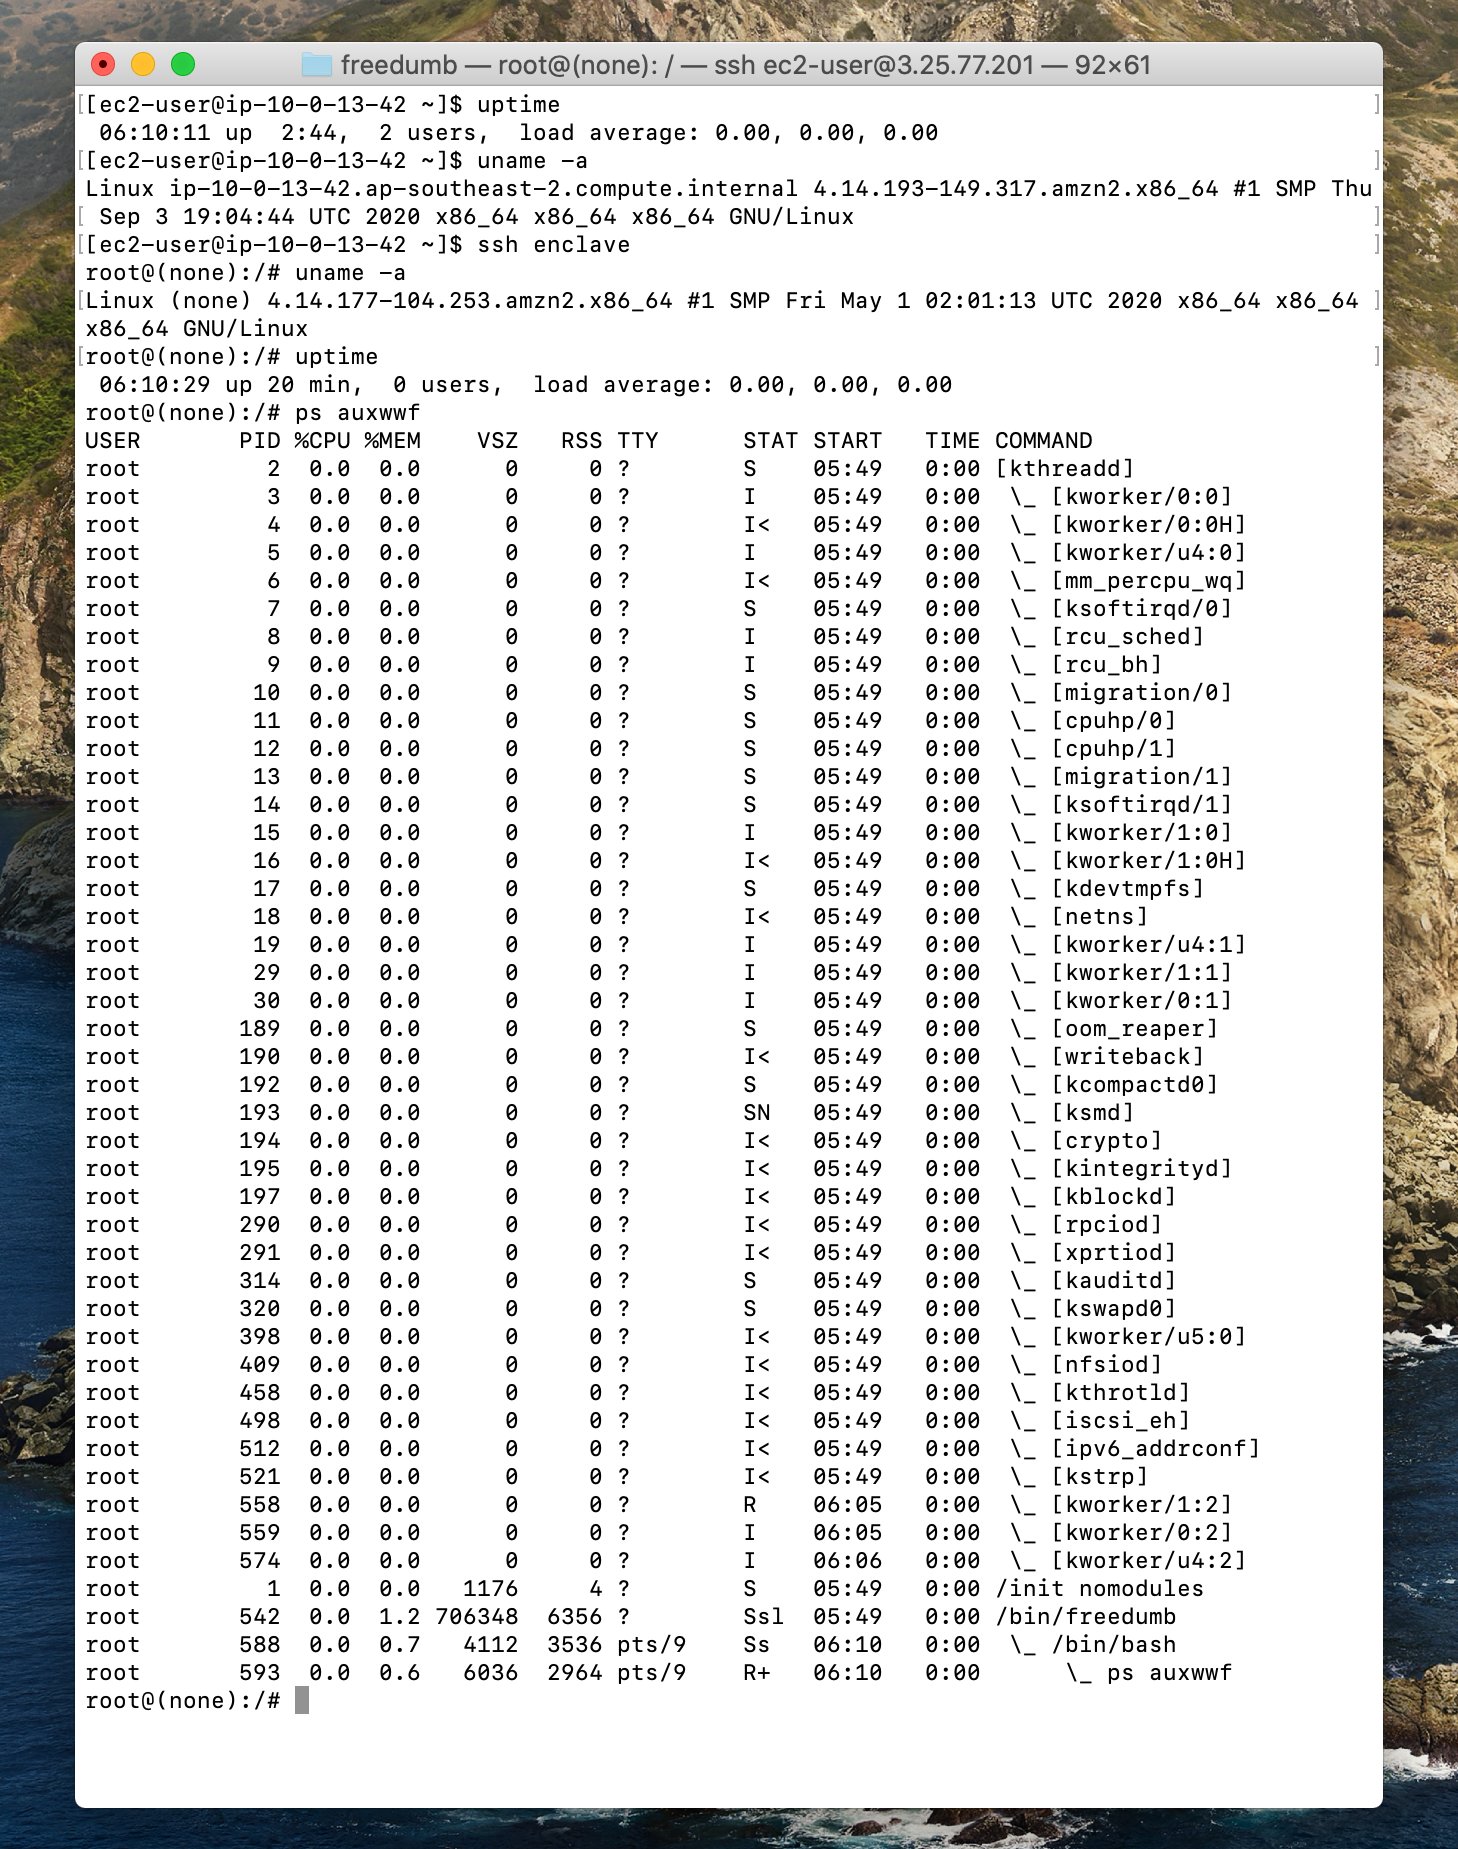 freedumb — root@(none): / — ssh ec2-user@3.25.77.201 — 92×61
[[ec2-user@ip-10-0-13-42 ~]$ uptime ]
 06:10:11 up  2:44,  2 users,  load average: 0.00, 0.00, 0.00
[[ec2-user@ip-10-0-13-42 ~]$ uname -a ]
Linux ip-10-0-13-42.ap-southeast-2.compute.internal 4.14.193-149.317.amzn2.x86_64 #1 SMP Thu
[ Sep 3 19:04:44 UTC 2020 x86_64 x86_64 x86_64 GNU/Linux ]
[[ec2-user@ip-10-0-13-42 ~]$ ssh enclave ]
root@(none):/# uname -a
[Linux (none) 4.14.177-104.253.amzn2.x86_64 #1 SMP Fri May 1 02:01:13 UTC 2020 x86_64 x86_64 ]
x86_64 GNU/Linux
[root@(none):/# uptime ]
 06:10:29 up 20 min,  0 users,  load average: 0.00, 0.00, 0.00
root@(none):/# ps auxwwf
USER       PID %CPU %MEM    VSZ   RSS TTY      STAT START   TIME COMMAND
root         2  0.0  0.0      0     0 ?        S    05:49   0:00 [kthreadd]
root         3  0.0  0.0      0     0 ?        I    05:49   0:00  \_ [kworker/0:0]
root         4  0.0  0.0      0     0 ?        I<   05:49   0:00  \_ [kworker/0:0H]
root         5  0.0  0.0      0     0 ?        I    05:49   0:00  \_ [kworker/u4:0]
root         6  0.0  0.0      0     0 ?        I<   05:49   0:00  \_ [mm_percpu_wq]
root         7  0.0  0.0      0     0 ?        S    05:49   0:00  \_ [ksoftirqd/0]
root         8  0.0  0.0      0     0 ?        I    05:49   0:00  \_ [rcu_sched]
root         9  0.0  0.0      0     0 ?        I    05:49   0:00  \_ [rcu_bh]
root        10  0.0  0.0      0     0 ?        S    05:49   0:00  \_ [migration/0]
root        11  0.0  0.0      0     0 ?        S    05:49   0:00  \_ [cpuhp/0]
root        12  0.0  0.0      0     0 ?        S    05:49   0:00  \_ [cpuhp/1]
root        13  0.0  0.0      0     0 ?        S    05:49   0:00  \_ [migration/1]
root        14  0.0  0.0      0     0 ?        S    05:49   0:00  \_ [ksoftirqd/1]
root        15  0.0  0.0      0     0 ?        I    05:49   0:00  \_ [kworker/1:0]
root        16  0.0  0.0      0     0 ?        I<   05:49   0:00  \_ [kworker/1:0H]
root        17  0.0  0.0      0     0 ?        S    05:49   0:00  \_ [kdevtmpfs]
root        18  0.0  0.0      0     0 ?        I<   05:49   0:00  \_ [netns]
root        19  0.0  0.0      0     0 ?        I    05:49   0:00  \_ [kworker/u4:1]
root        29  0.0  0.0      0     0 ?        I    05:49   0:00  \_ [kworker/1:1]
root        30  0.0  0.0      0     0 ?        I    05:49   0:00  \_ [kworker/0:1]
root       189  0.0  0.0      0     0 ?        S    05:49   0:00  \_ [oom_reaper]
root       190  0.0  0.0      0     0 ?        I<   05:49   0:00  \_ [writeback]
root       192  0.0  0.0      0     0 ?        S    05:49   0:00  \_ [kcompactd0]
root       193  0.0  0.0      0     0 ?        SN   05:49   0:00  \_ [ksmd]
root       194  0.0  0.0      0     0 ?        I<   05:49   0:00  \_ [crypto]
root       195  0.0  0.0      0     0 ?        I<   05:49   0:00  \_ [kintegrityd]
root       197  0.0  0.0      0     0 ?        I<   05:49   0:00  \_ [kblockd]
root       290  0.0  0.0      0     0 ?        I<   05:49   0:00  \_ [rpciod]
root       291  0.0  0.0      0     0 ?        I<   05:49   0:00  \_ [xprtiod]
root       314  0.0  0.0      0     0 ?        S    05:49   0:00  \_ [kauditd]
root       320  0.0  0.0      0     0 ?        S    05:49   0:00  \_ [kswapd0]
root       398  0.0  0.0      0     0 ?        I<   05:49   0:00  \_ [kworker/u5:0]
root       409  0.0  0.0      0     0 ?        I<   05:49   0:00  \_ [nfsiod]
root       458  0.0  0.0      0     0 ?        I<   05:49   0:00  \_ [kthrotld]
root       498  0.0  0.0      0     0 ?        I<   05:49   0:00  \_ [iscsi_eh]
root       512  0.0  0.0      0     0 ?        I<   05:49   0:00  \_ [ipv6_addrconf]
root       521  0.0  0.0      0     0 ?        I<   05:49   0:00  \_ [kstrp]
root       558  0.0  0.0      0     0 ?        R    06:05   0:00  \_ [kworker/1:2]
root       559  0.0  0.0      0     0 ?        I    06:05   0:00  \_ [kworker/0:2]
root       574  0.0  0.0      0     0 ?        I    06:06   0:00  \_ [kworker/u4:2]
root         1  0.0  0.0   1176     4 ?        S    05:49   0:00 /init nomodules
root       542  0.0  1.2 706348  6356 ?        Ssl  05:49   0:00 /bin/freedumb
root       588  0.0  0.7   4112  3536 pts/9    Ss   06:10   0:00  \_ /bin/bash
root       593  0.0  0.6   6036  2964 pts/9    R+   06:10   0:00      \_ ps auxwwf
root@(none):/#